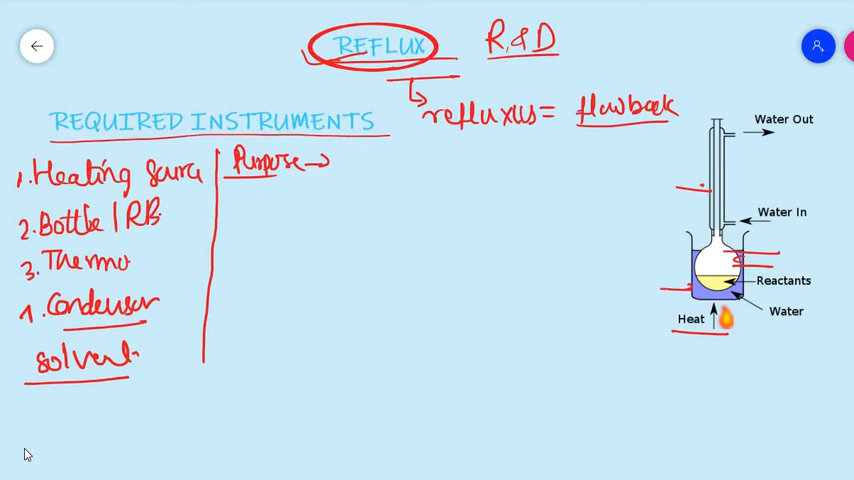 REFLUX R&D
refluxus = flowback
REQUIRED INSTRUMENTS
1. Heating Source
2. Bottle | RB
3. Thermo
4. Condenser
solvent
Purpose →
Water Out
Water In
Reactants
Water
Heat